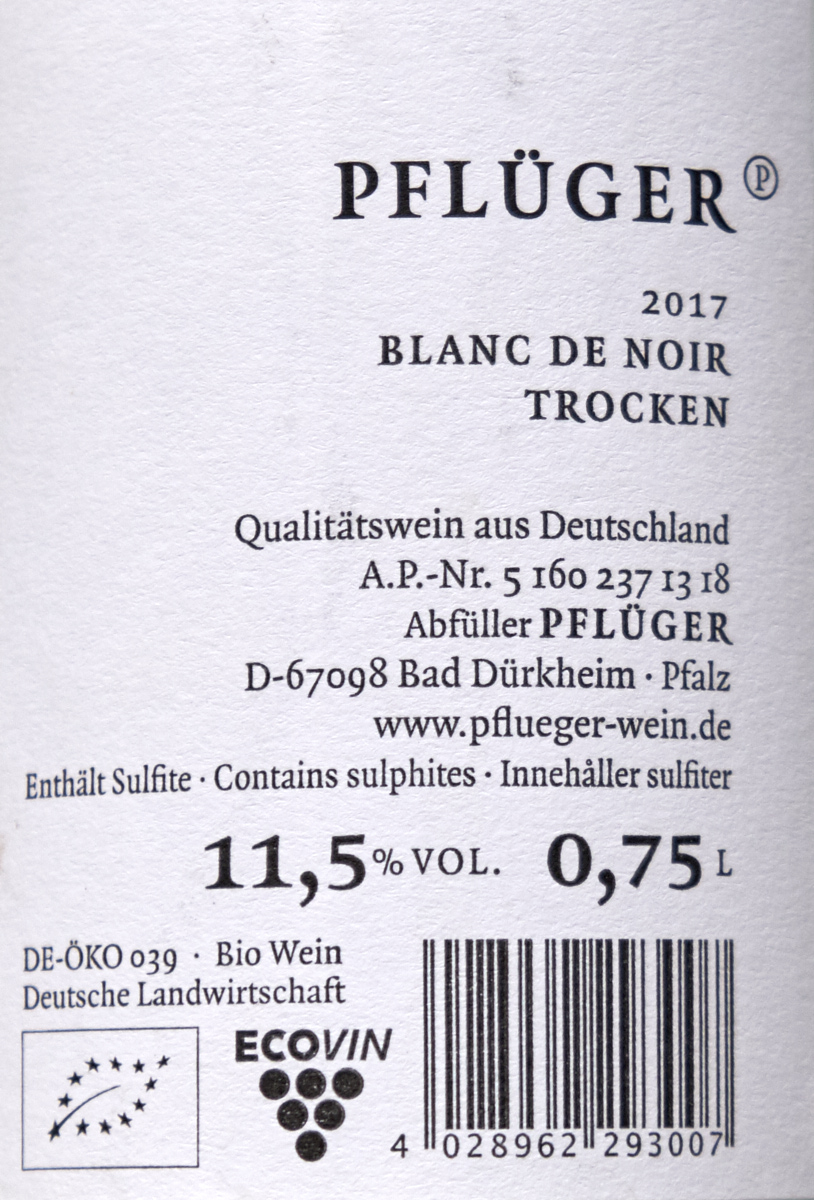 PFLÜGER Ⓟ
2017
BLANC DE NOIR
TROCKEN
Qualitätswein aus Deutschland
A.P.-Nr. 5 160 237 13 18
Abfüller PFLÜGER
D-67098 Bad Dürkheim · Pfalz
www.pflueger-wein.de
Enthält Sulfite · Contains sulphites · Innehåller sulfiter
11,5 % VOL. 0,75 L
DE-ÖKO 039 · Bio Wein
Deutsche Landwirtschaft
ECOVIN
4 028962 293007